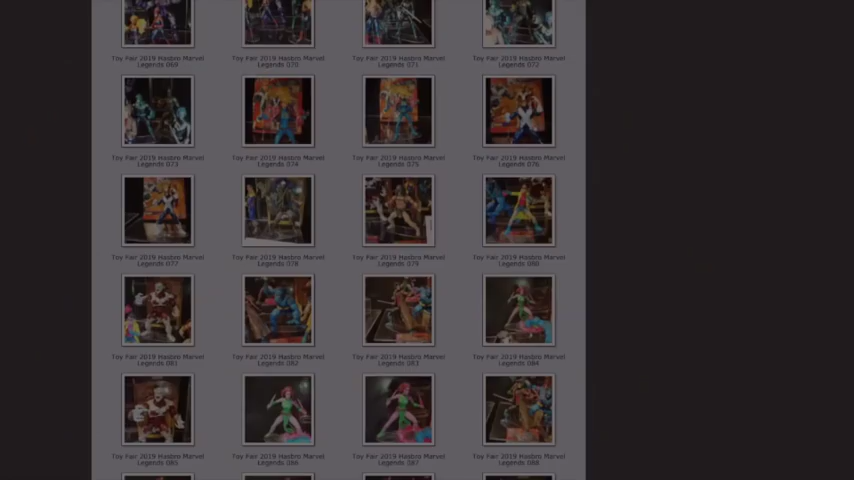 Toy Fair 2019 Hasbro Marvel
Legends 069
Toy Fair 2019 Hasbro Marvel
Legends 070
Toy Fair 2019 Hasbro Marvel
Legends 071
Toy Fair 2019 Hasbro Marvel
Legends 072
Toy Fair 2019 Hasbro Marvel
Legends 073
Toy Fair 2019 Hasbro Marvel
Legends 074
Toy Fair 2019 Hasbro Marvel
Legends 075
Toy Fair 2019 Hasbro Marvel
Legends 076
Toy Fair 2019 Hasbro Marvel
Legends 077
Toy Fair 2019 Hasbro Marvel
Legends 078
Toy Fair 2019 Hasbro Marvel
Legends 079
Toy Fair 2019 Hasbro Marvel
Legends 080
Toy Fair 2019 Hasbro Marvel
Legends 081
Toy Fair 2019 Hasbro Marvel
Legends 082
Toy Fair 2019 Hasbro Marvel
Legends 083
Toy Fair 2019 Hasbro Marvel
Legends 084
Toy Fair 2019 Hasbro Marvel
Legends 085
Toy Fair 2019 Hasbro Marvel
Legends 086
Toy Fair 2019 Hasbro Marvel
Legends 087
Toy Fair 2019 Hasbro Marvel
Legends 088